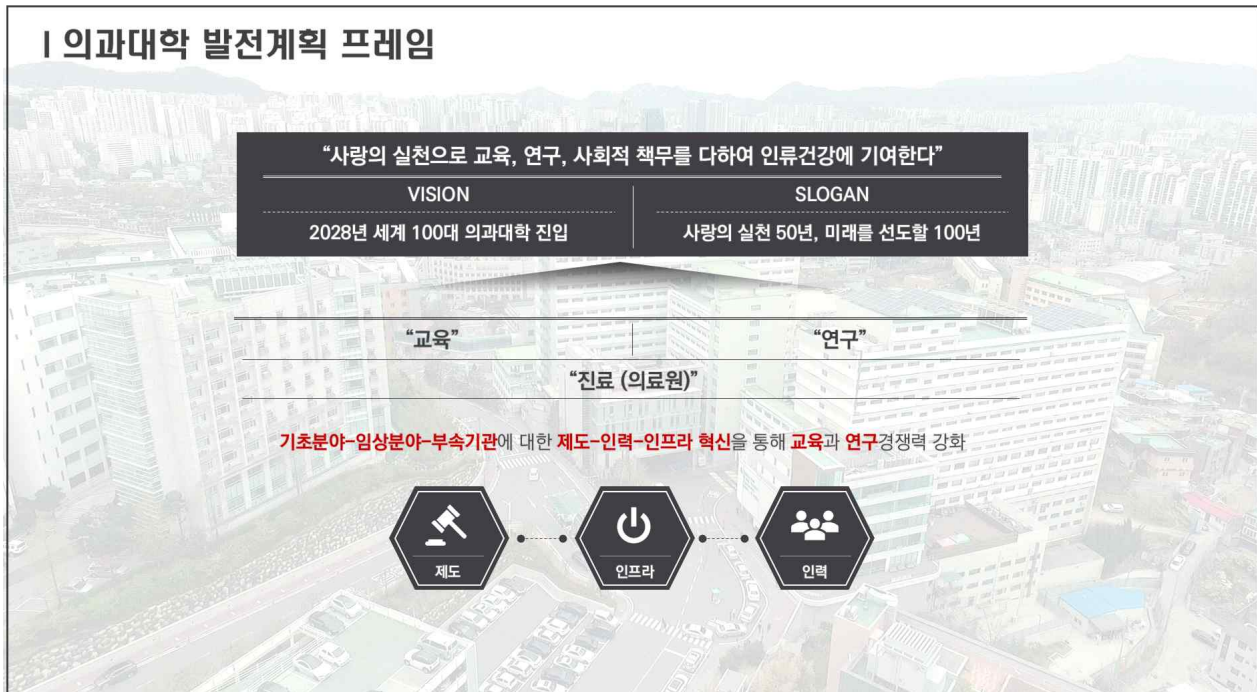 | 의과대학 발전계획 프레임
“사랑의 실천으로 교육, 연구, 사회적 책무를 다하여 인류건강에 기여한다”
VISION
SLOGAN
2028년 세계 100대 의과대학 진입
사랑의 실천 50년, 미래를 선도할 100년
“교육”
“연구”
“진료 (의료원)”
기초분야-임상분야-부속기관에 대한 제도-인력-인프라 혁신을 통해 교육과 연구경쟁력 강화
제도
인프라
인력